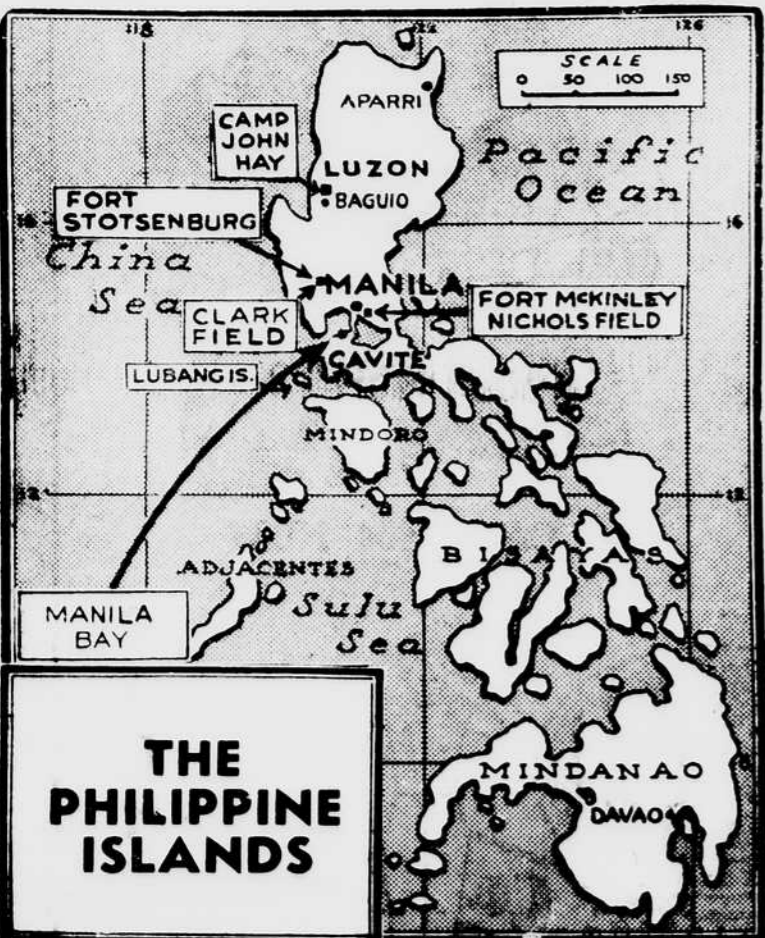 118
122
126
SCALE
0 50 100 150
APARRI
CAMP
JOHN
HAY
LUZON
BAGUIO
Pacific
Ocean
FORT
STOTSENBURG
16
16
China
Sea
MANILA
FORT McKINLEY
NICHOLS FIELD
CLARK
FIELD
CAVITE
LUBANG IS.
MINDORO
12
12
BISAYAS
ADJACENTES
Sulu
Sea
MANILA
BAY
THE
PHILIPPINE
ISLANDS
MINDANAO
DAVAO